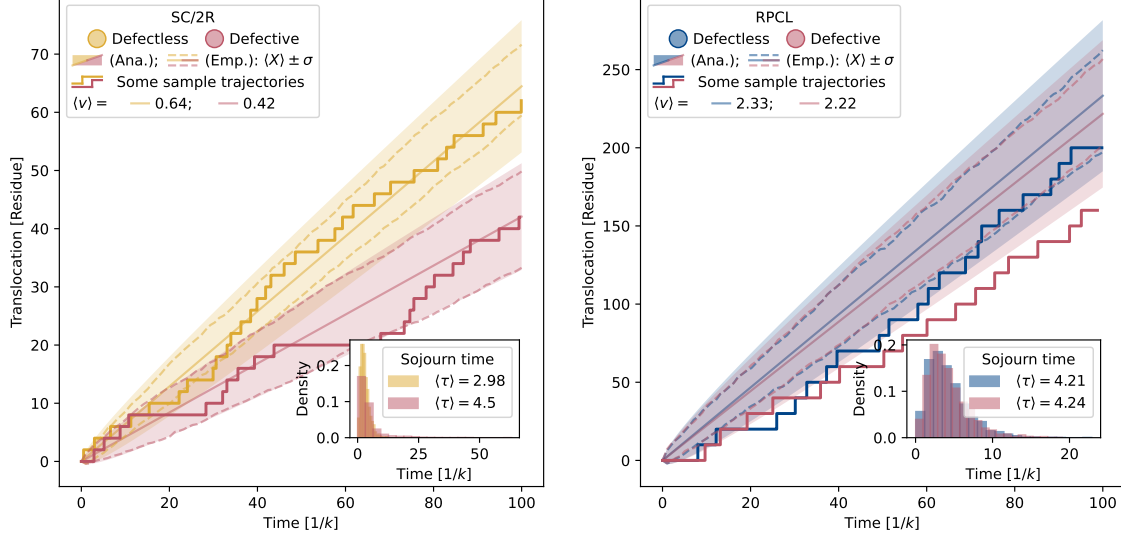 SC/2R
Defectless Defective
(Ana.); (Emp.): ⟨X⟩ ± σ
Some sample trajectories
⟨v⟩ = 0.64; 0.42
Translocation [Residue]
70
60
50
40
30
20
10
0
0 20 40 60 80 100
Time [1/k]
Sojourn time
⟨τ⟩ = 2.98
⟨τ⟩ = 4.5
Density
0.2
0.0
0 50
Time [1/k]
RPCL
Defectless Defective
(Ana.); (Emp.): ⟨X⟩ ± σ
Some sample trajectories
⟨v⟩ = 2.33; 2.22
Translocation [Residue]
250
200
150
100
50
0
0 20 40 60 80 100
Time [1/k]
Sojourn time
⟨τ⟩ = 4.21
⟨τ⟩ = 4.24
Density
0.2
0.1
0.0
0 10 20
Time [1/k]